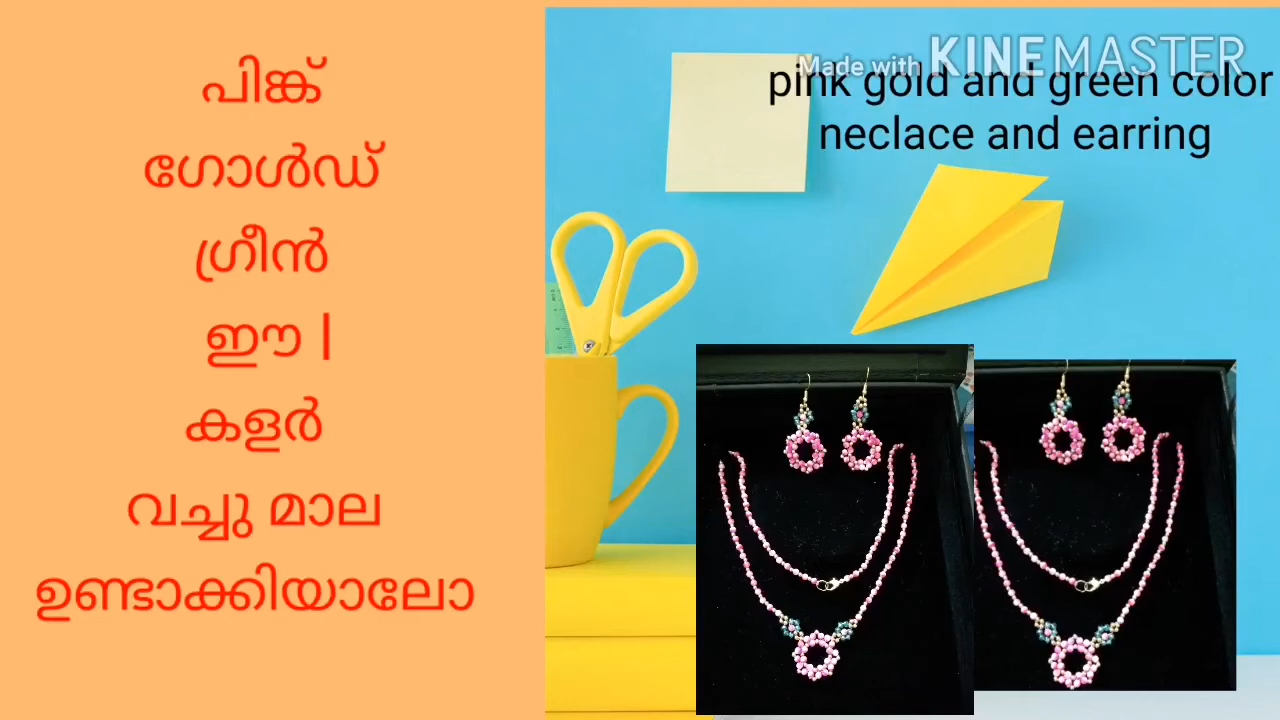 പിങ്ക്
ഗോൾഡ്
ഗ്രീൻ
ഈ |
കളർ
വച്ചു മാല
ഉണ്ടാക്കിയാലോ
Made with KINEMASTER
pink gold and green color
neclace and earring